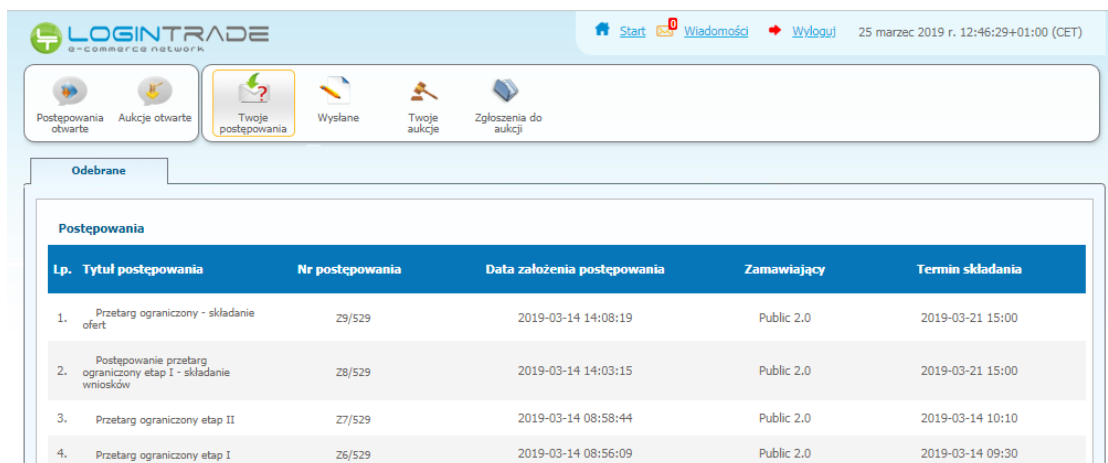 LOGINTRADE
e-commerce network
Start 0 Wiadomości Wyloguj 25 marzec 2019 r. 12:46:29+01:00 (CET)
Postępowania otwarte
Aukcje otwarte
Twoje postępowania
Wysłane
Twoje aukcje
Zgłoszenia do aukcji
Odebrane
Postępowania
Lp. Tytuł postępowania Nr postępowania Data założenia postępowania Zamawiający Termin składania
1. Przetarg ograniczony - składanie ofert Z9/529 2019-03-14 14:08:19 Public 2.0 2019-03-21 15:00
2. Postępowanie przetarg ograniczony etap I - składanie wniosków Z8/529 2019-03-14 14:03:15 Public 2.0 2019-03-21 15:00
3. Przetarg ograniczony etap II Z7/529 2019-03-14 08:58:44 Public 2.0 2019-03-14 10:10
4. Przetarg ograniczony etap I Z6/529 2019-03-14 08:56:09 Public 2.0 2019-03-14 09:30